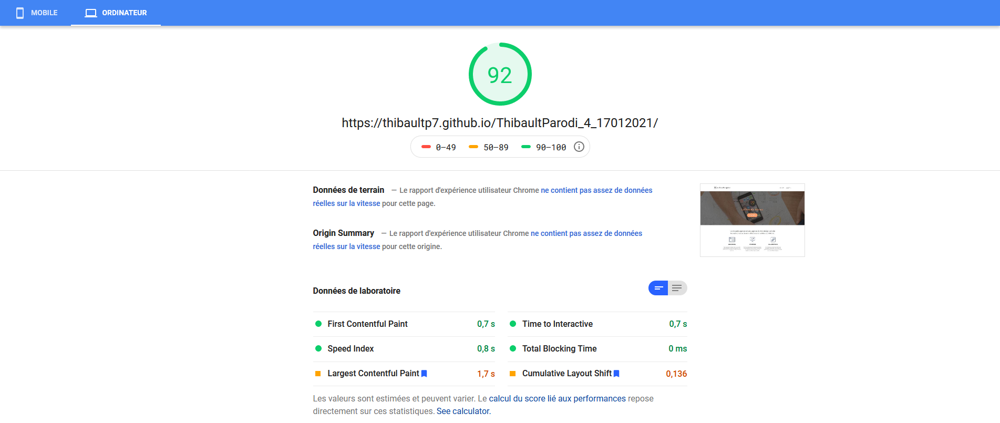 MOBILE
ORDINATEUR
92
https://thibaultp7.github.io/ThibaultParodi_4_17012021/
0–49 50–89 90–100
Données de terrain — Le rapport d'expérience utilisateur Chrome ne contient pas assez de données
réelles sur la vitesse pour cette page.
Origin Summary — Le rapport d'expérience utilisateur Chrome ne contient pas assez de données
réelles sur la vitesse pour cette origine.
Données de laboratoire
First Contentful Paint 0,7 s
Time to Interactive 0,7 s
Speed Index 0,8 s
Total Blocking Time 0 ms
Largest Contentful Paint 1,7 s
Cumulative Layout Shift 0,136
Les valeurs sont estimées et peuvent varier. Le calcul du score lié aux performances repose
directement sur ces statistiques. See calculator.